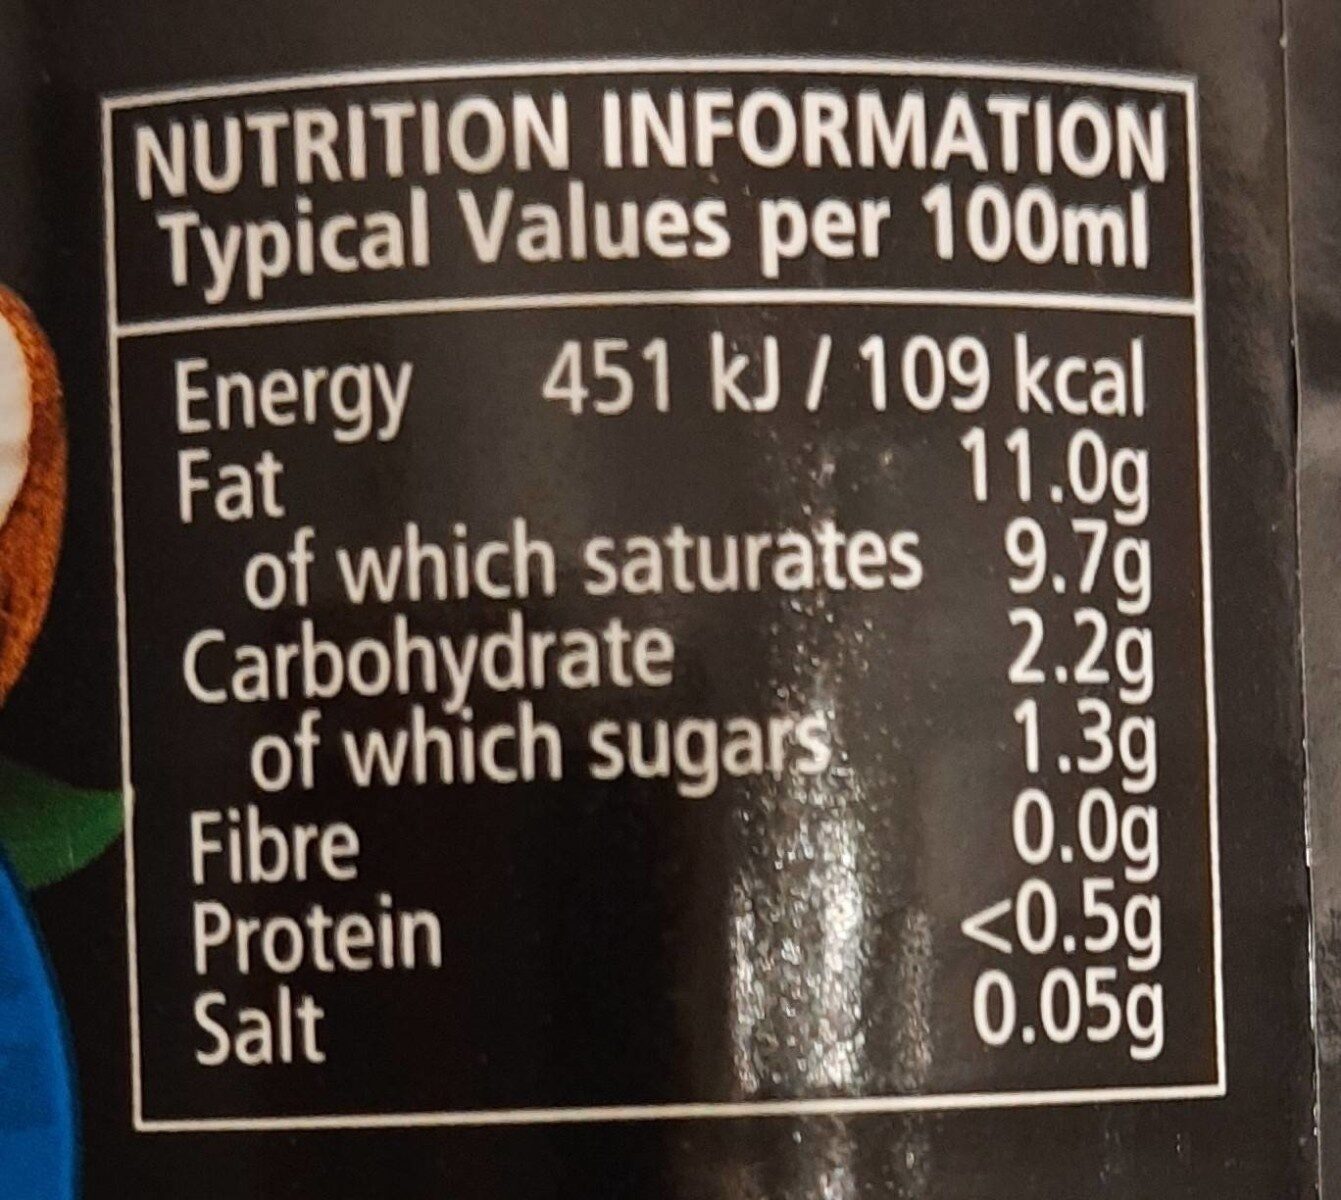 NUTRITION INFORMATION
Typical Values per 100ml
Energy 451 kJ / 109 kcal
Fat 11.0g
of which saturates 9.7g
Carbohydrate 2.2g
of which sugars 1.3g
Fibre 0.0g
Protein <0.5g
Salt 0.05g